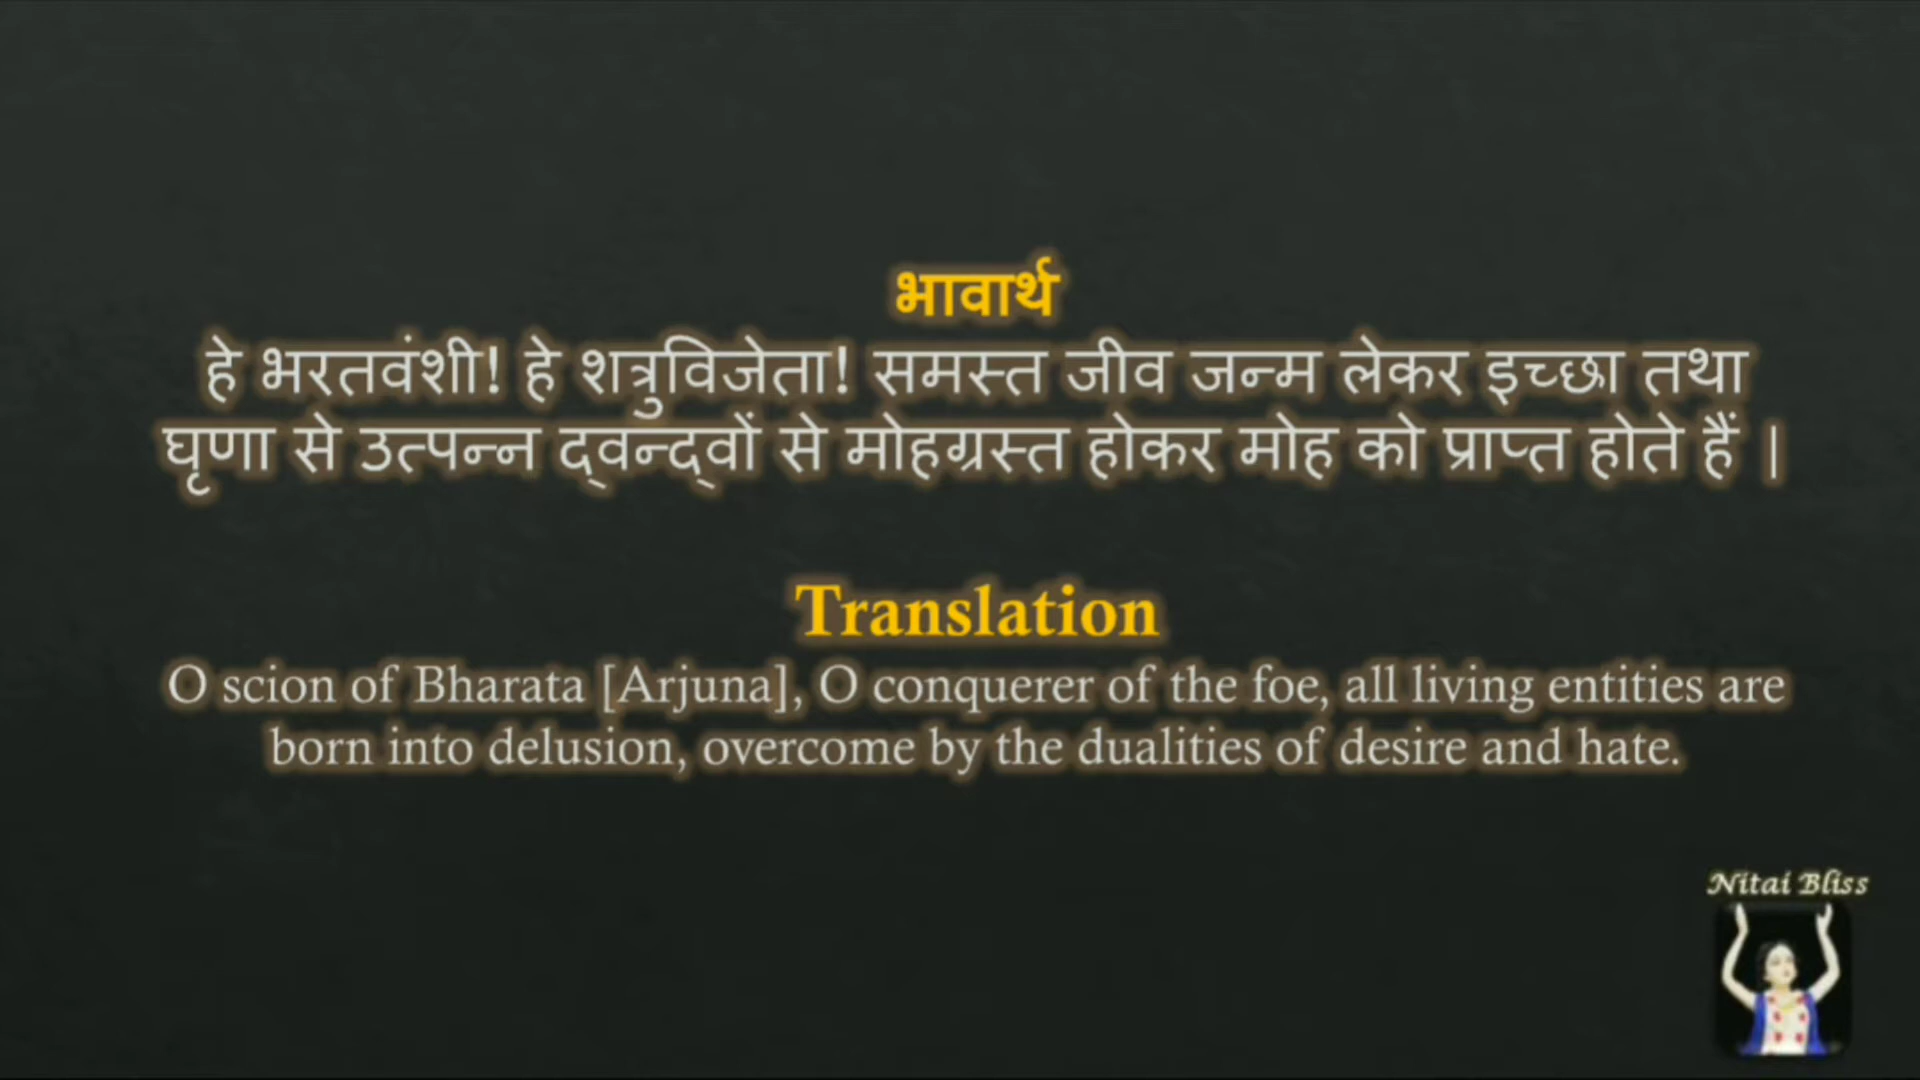 भावार्थ
हे भरतवंशी! हे शत्रुविजेता! समस्त जीव जन्म लेकर इच्छा तथा
घृणा से उत्पन्न द्वन्द्वों से मोहग्रस्त होकर मोह को प्राप्त होते हैं |
Translation
O scion of Bharata [Arjuna], O conquerer of the foe, all living entities are
born into delusion, overcome by the dualities of desire and hate.
Nitai Bliss